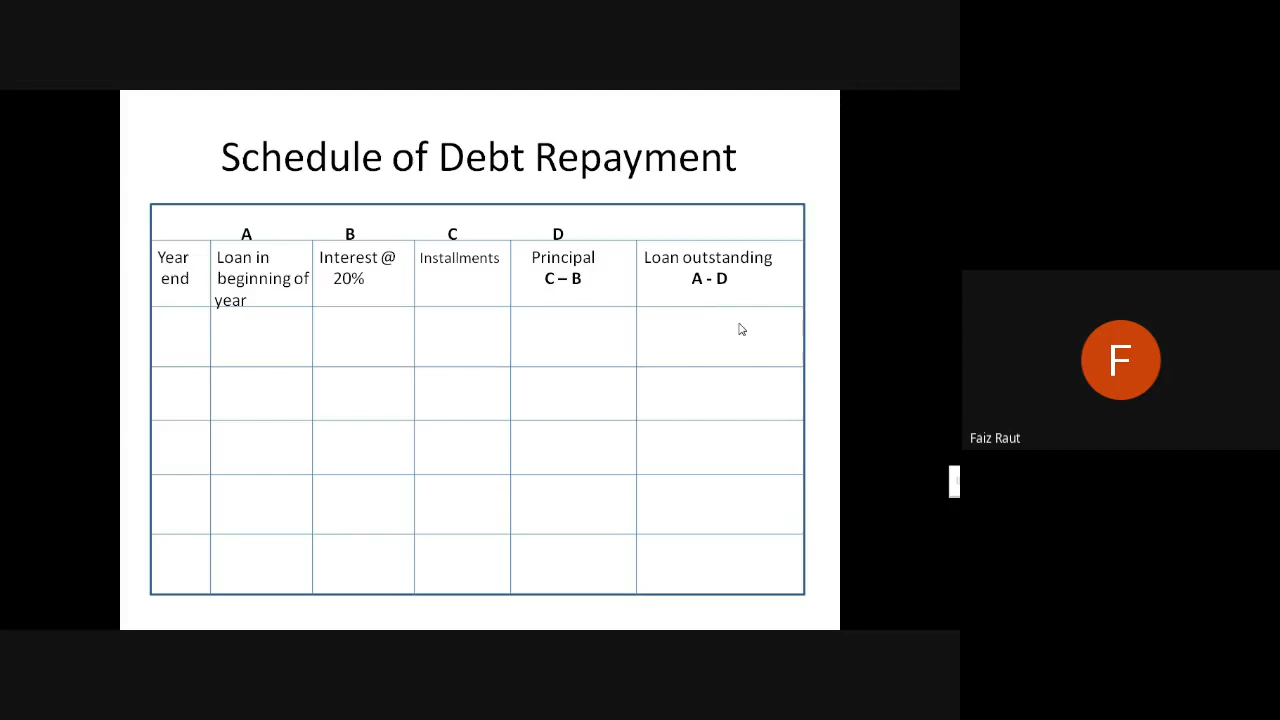 Schedule of Debt Repayment
A B C D
Year end
Loan in beginning of year
Interest @ 20%
Installments
Principal C – B
Loan outstanding A - D
F
Faiz Raut